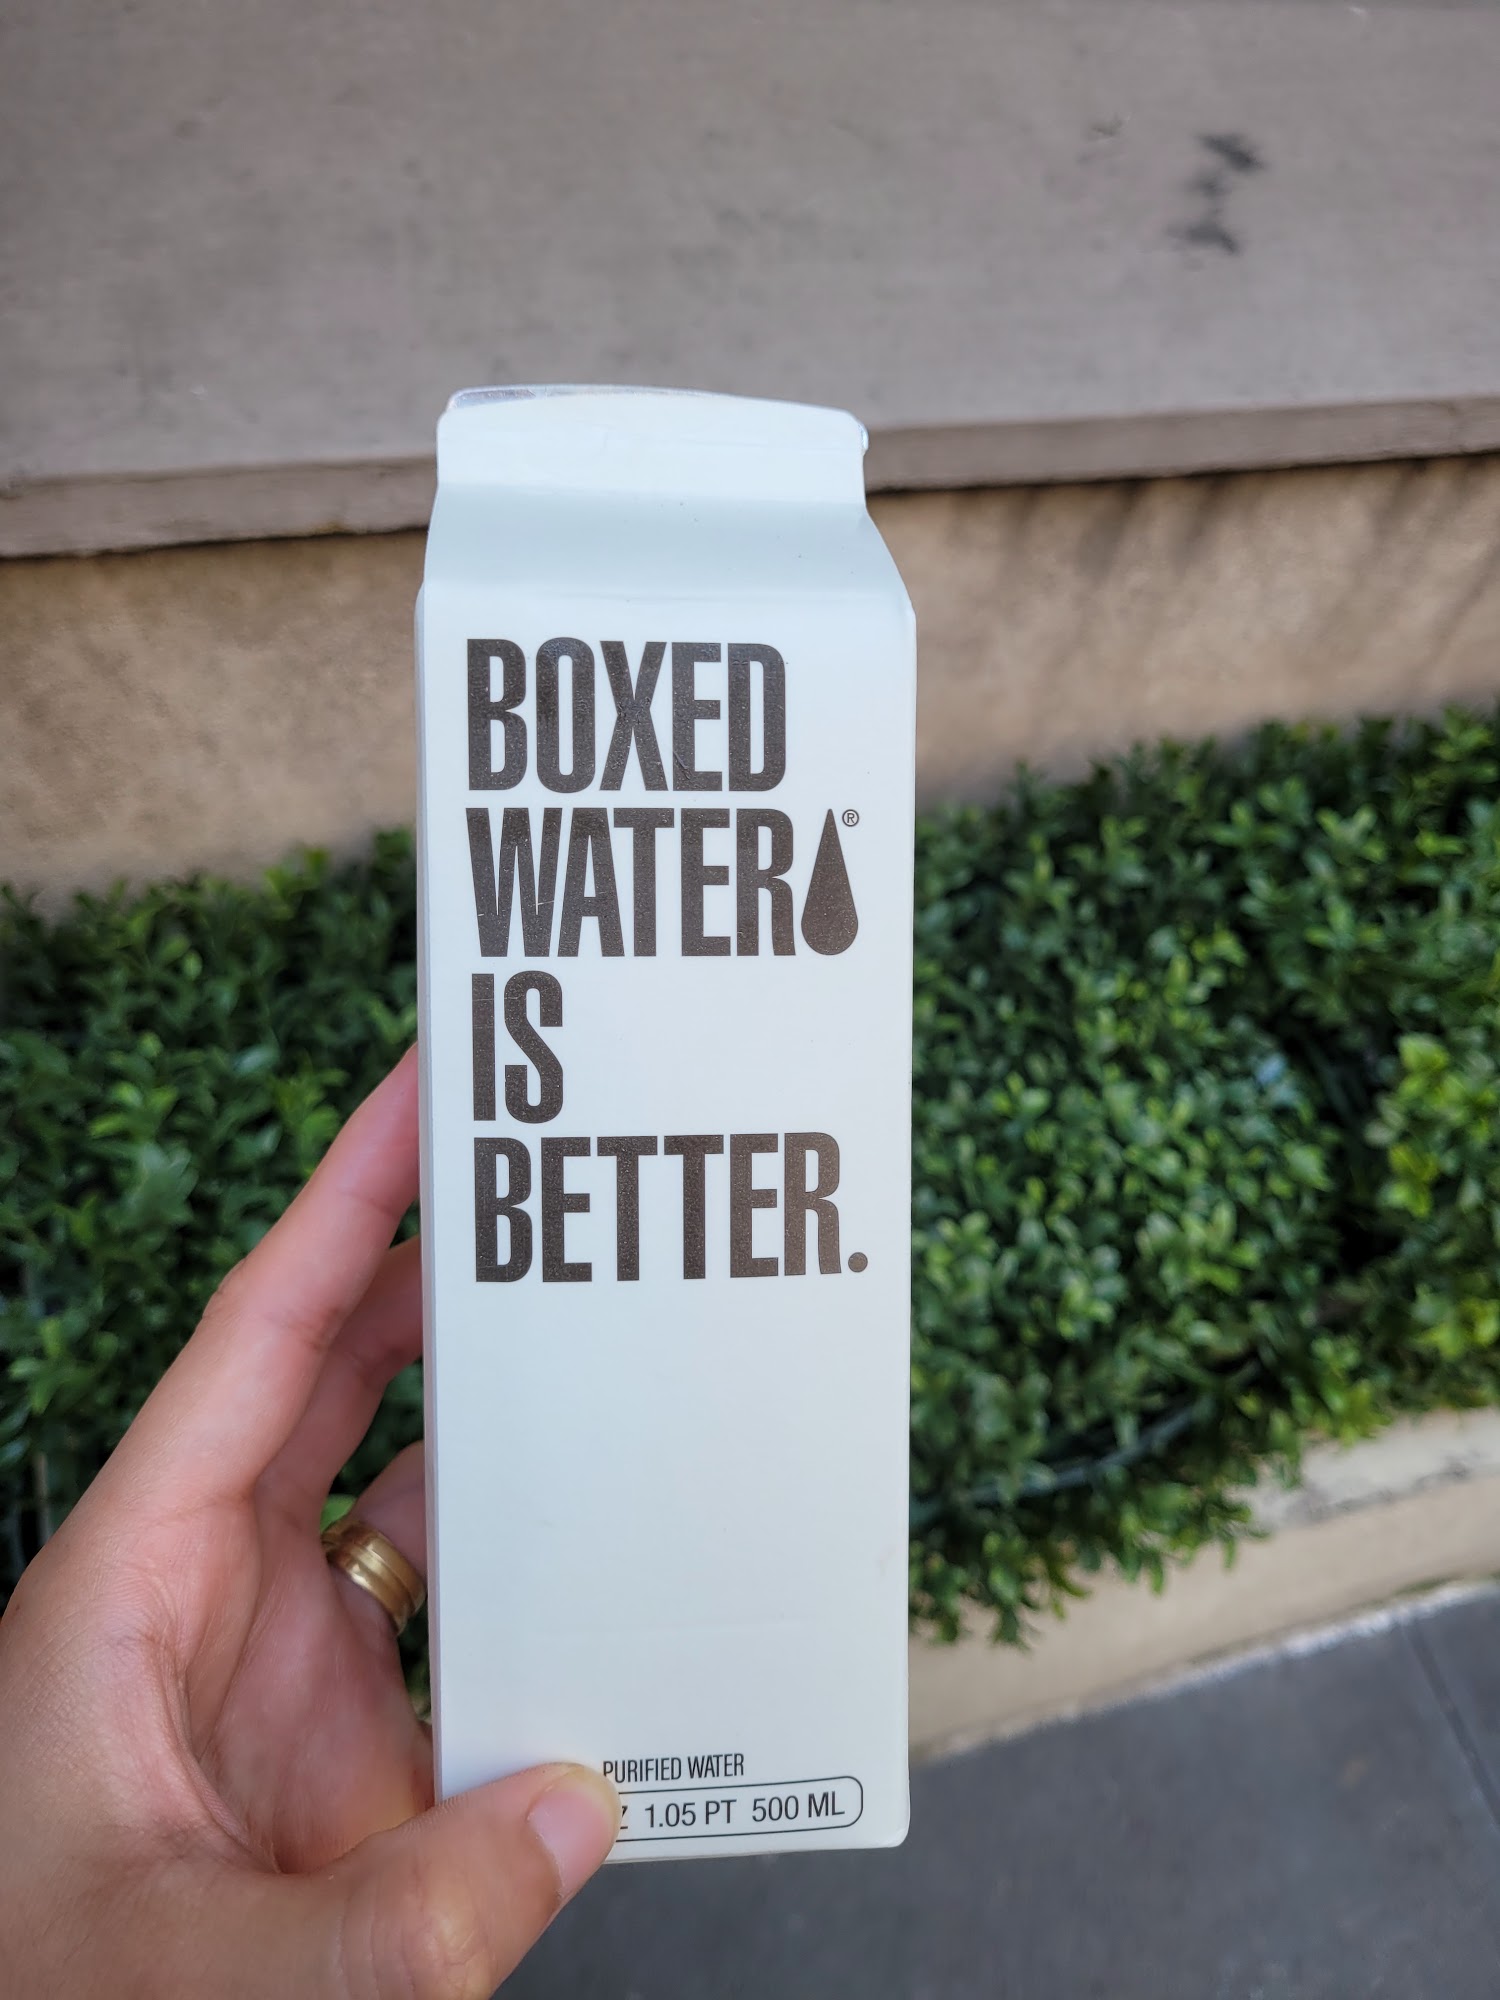 BOXED
WATER ®
IS
BETTER.
PURIFIED WATER
1.05 PT 500 ML